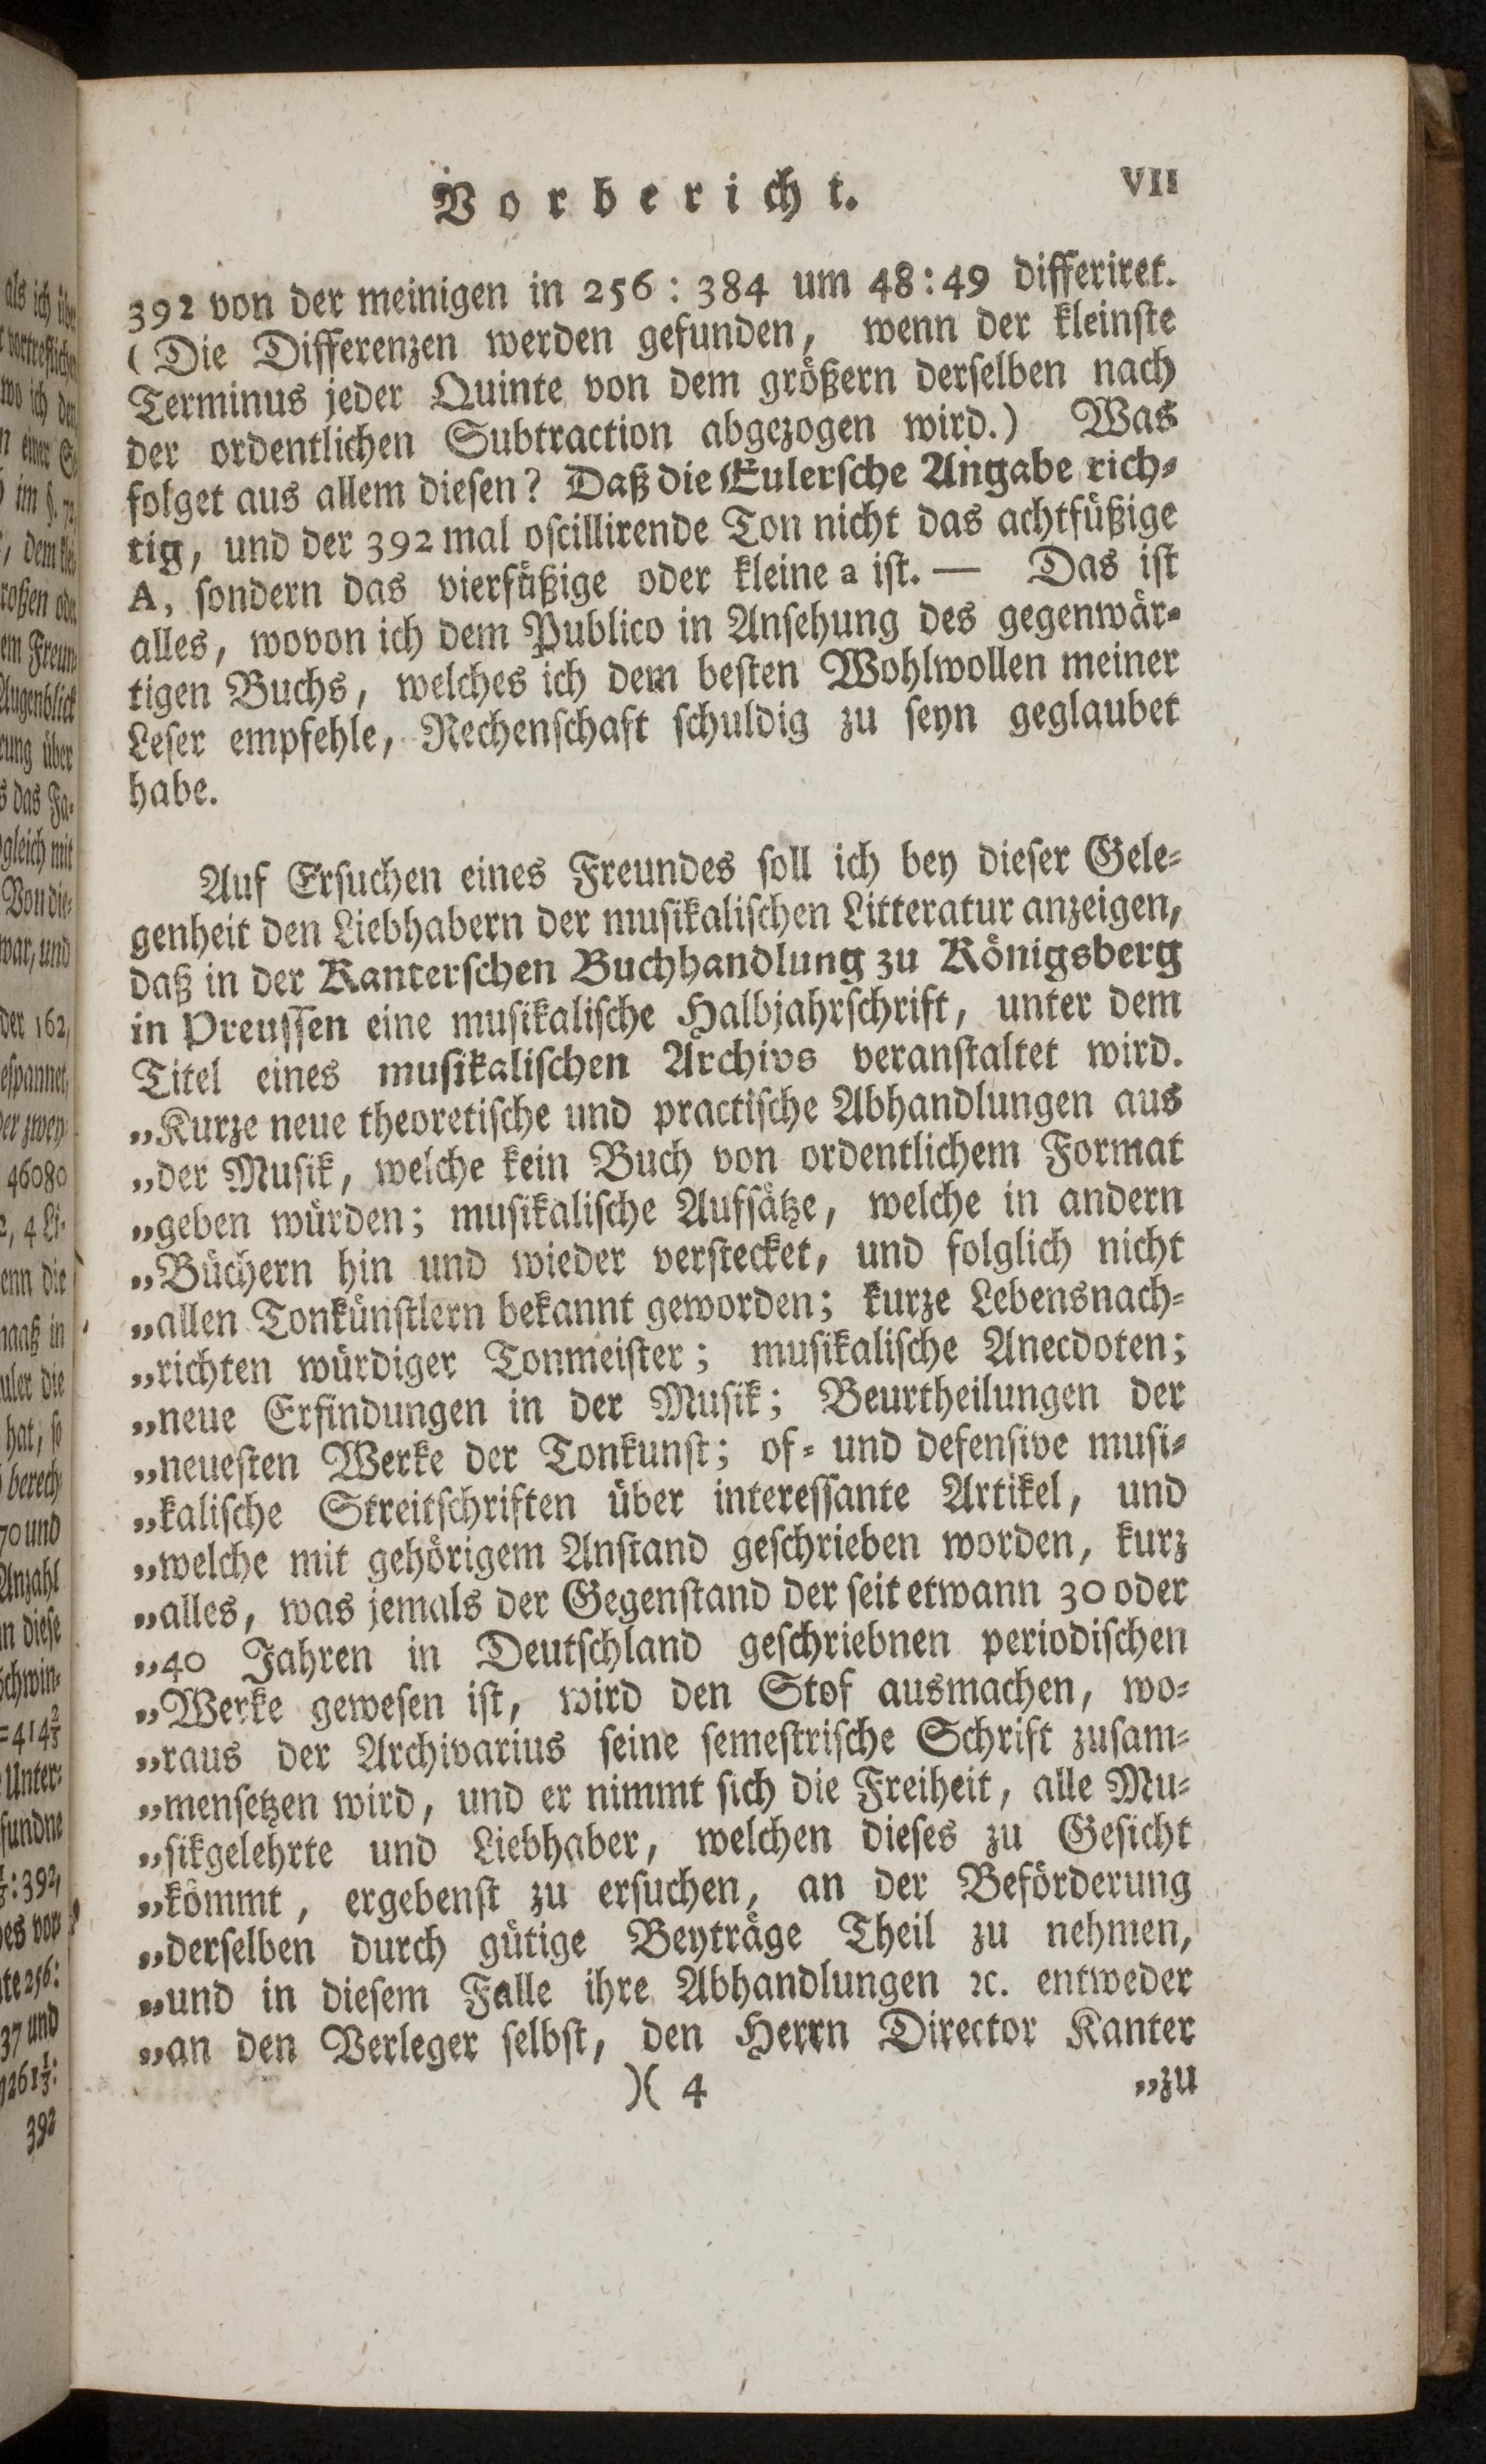 Vorbericht. VII
392 von der meinigen in 256 : 384 um 48 : 49 differiret.
(Die Differenzen werden gefunden, wenn der kleinste
Terminus jeder Quinte von dem größern derselben nach
der ordentlichen Subtraction abgezogen wird.) Was
folget aus allem diesen? Daß die Eulersche Angabe rich-
tig, und der 392 mal oscillirende Ton nicht das achtfüßige
A, sondern das vierfüßige oder kleine a ist. — Das ist
alles, wovon ich dem Publico in Ansehung des gegenwär-
tigen Buchs, welches ich dem besten Wohlwollen meiner
Leser empfehle, Rechenschaft schuldig zu seyn geglaubet
habe.
Auf Ersuchen eines Freundes soll ich bey dieser Gele-
genheit den Liebhabern der musikalischen Litteratur anzeigen,
daß in der Kanterschen Buchhandlung zu Königsberg
in Preussen eine musikalische Halbjahrschrift, unter dem
Titel eines musikalischen Archivs veranstaltet wird.
„Kurze neue theoretische und practische Abhandlungen aus
„der Musik, welche kein Buch von ordentlichem Format
„geben würden; musikalische Aufsätze, welche in andern
„Büchern hin und wieder verstecket, und folglich nicht
„allen Tonkünstlern bekannt geworden; kurze Lebensnach-
„richten würdiger Tonmeister; musikalische Anecdoten;
„neue Erfindungen in der Musik; Beurtheilungen der
„neuesten Werke der Tonkunst; of- und defensive musi-
„kalische Streitschriften über interessante Artikel, und
„welche mit gehörigem Anstand geschrieben worden, kurz
„alles, was jemals der Gegenstand der seit etwann 30 oder
„40 Jahren in Deutschland geschriebnen periodischen
„Werke gewesen ist, wird den Stof ausmachen, wo-
„raus der Archivarius seine semestrische Schrift zusam-
„mensetzen wird, und er nimmt sich die Freiheit, alle Mu-
„sikgelehrte und Liebhaber, welchen dieses zu Gesicht
„kömmt, ergebenst zu ersuchen, an der Beförderung
„derselben durch gütige Beyträge Theil zu nehmen,
„und in diesem Falle ihre Abhandlungen ꝛc. entweder
„an den Verleger selbst, den Herrn Director Kanter
)( 4 „zu